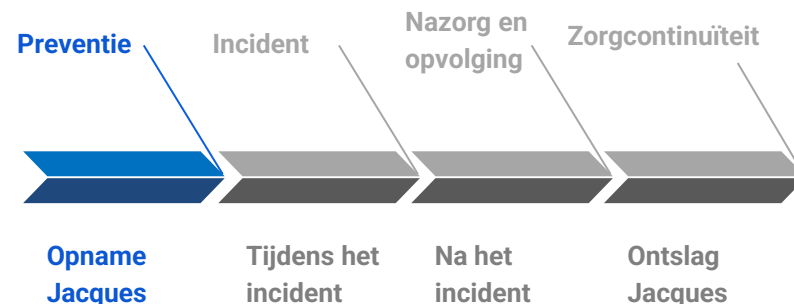 Preventie
Incident
Nazorg en
opvolging
Zorgcontinuïteit
Opname
Jacques
Tijdens het
incident
Na het
incident
Ontslag
Jacques